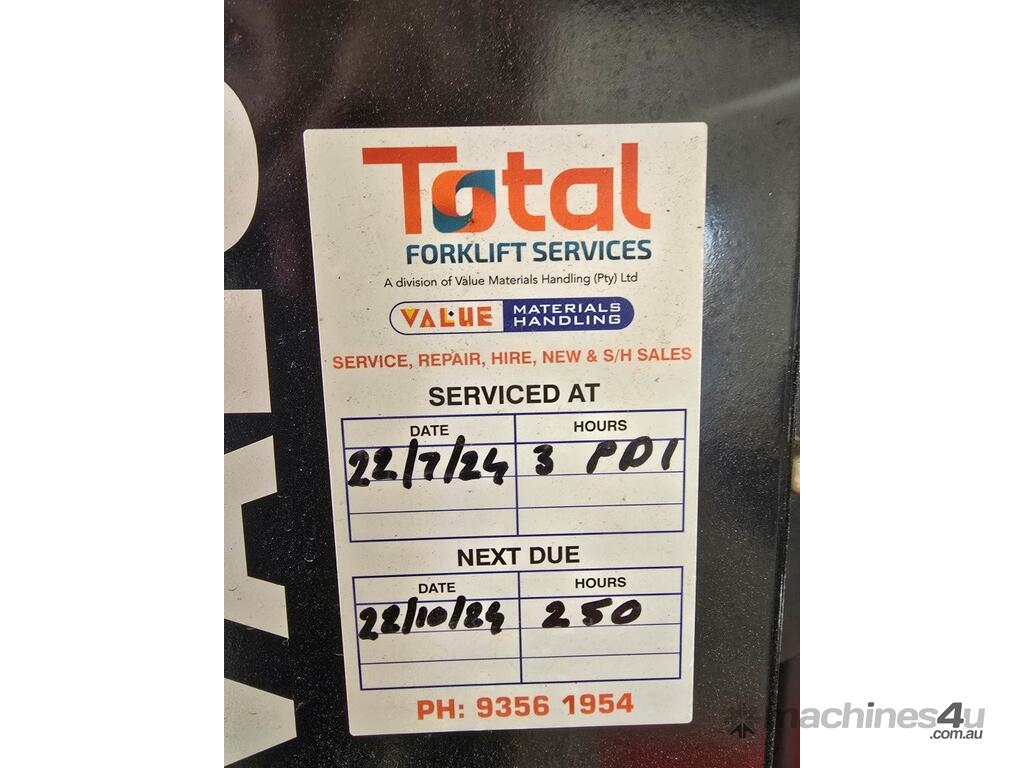 Total
FORKLIFT SERVICES
A division of Value Materials Handling (Pty) Ltd
VALUE MATERIALS HANDLING
SERVICE, REPAIR, HIRE, NEW & S/H SALES
SERVICED AT
DATE HOURS
22/7/24 3 PDI
NEXT DUE
DATE HOURS
22/10/24 250
PH: 9356 1954
machines4u
.com.au